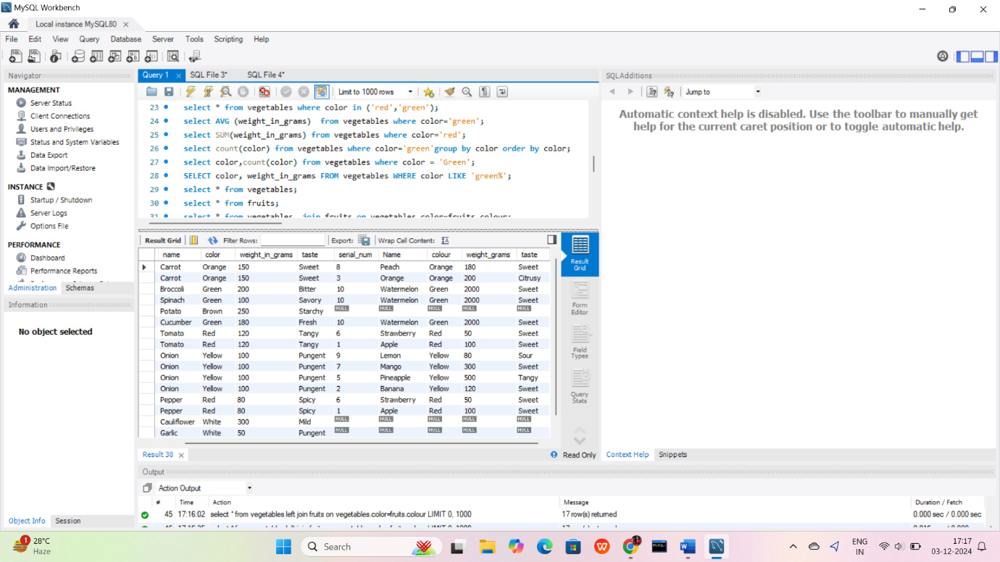 MySQL Workbench
Local instance MySQL80
File Edit View Query Database Server Tools Scripting Help
Navigator
MANAGEMENT
Server Status
Client Connections
Users and Privileges
Status and System Variables
Data Export
Data Import/Restore
INSTANCE
Startup / Shutdown
Server Logs
Options File
PERFORMANCE
Dashboard
Performance Reports
Administration Schemas
Information
No object selected
Object Info Session
Query 1 SQL File 3* SQL File 4*
Limit to 1000 rows
23 select * from vegetables where color in ('red','green');
24 select AVG (weight_in_grams) from vegetables where color='green';
25 select SUM(weight_in_grams) from vegetables where color='red';
26 select count(color) from vegetables where color='green'group by color order by color;
27 select color,count(color) from vegetables where color = 'Green';
28 SELECT color, weight_in_grams FROM vegetables WHERE color LIKE 'green%';
29 select * from vegetables;
30 select * from fruits;
31 select * from vegetables join fruits on vegetables.color=fruits.colour;
Result Grid Filter Rows: Export: Wrap Cell Content:
name color weight_in_grams taste serial_num Name colour weight_grams taste
Carrot Orange 150 Sweet 8 Peach Orange 180 Sweet
Carrot Orange 150 Sweet 3 Orange Orange 200 Citrusy
Broccoli Green 200 Bitter 10 Watermelon Green 2000 Sweet
Spinach Green 100 Savory 10 Watermelon Green 2000 Sweet
Potato Brown 250 Starchy NULL NULL NULL NULL NULL
Cucumber Green 180 Fresh 10 Watermelon Green 2000 Sweet
Tomato Red 120 Tangy 6 Strawberry Red 50 Sweet
Tomato Red 120 Tangy 1 Apple Red 100 Sweet
Onion Yellow 100 Pungent 9 Lemon Yellow 80 Sour
Onion Yellow 100 Pungent 7 Mango Yellow 300 Sweet
Onion Yellow 100 Pungent 5 Pineapple Yellow 500 Tangy
Onion Yellow 100 Pungent 2 Banana Yellow 120 Sweet
Pepper Red 80 Spicy 6 Strawberry Red 50 Sweet
Pepper Red 80 Spicy 1 Apple Red 100 Sweet
Cauliflower White 300 Mild NULL NULL NULL NULL NULL
Garlic White 50 Pungent NULL NULL NULL NULL NULL
Result Grid
Form Editor
Field Types
Query Stats
Result 30 Read Only
SQLAdditions
Jump to
Automatic context help is disabled. Use the toolbar to manually get
help for the current caret position or to toggle automatic help.
Context Help Snippets
Output
Action Output
# Time Action Message Duration / Fetch
45 17:16:02 select * from vegetables left join fruits on vegetables.color=fruits.colour LIMIT 0, 1000 17 row(s) returned 0.000 sec / 0.000 sec
1
28°C
Haze
Search
ENG
IN
17:17
03-12-2024